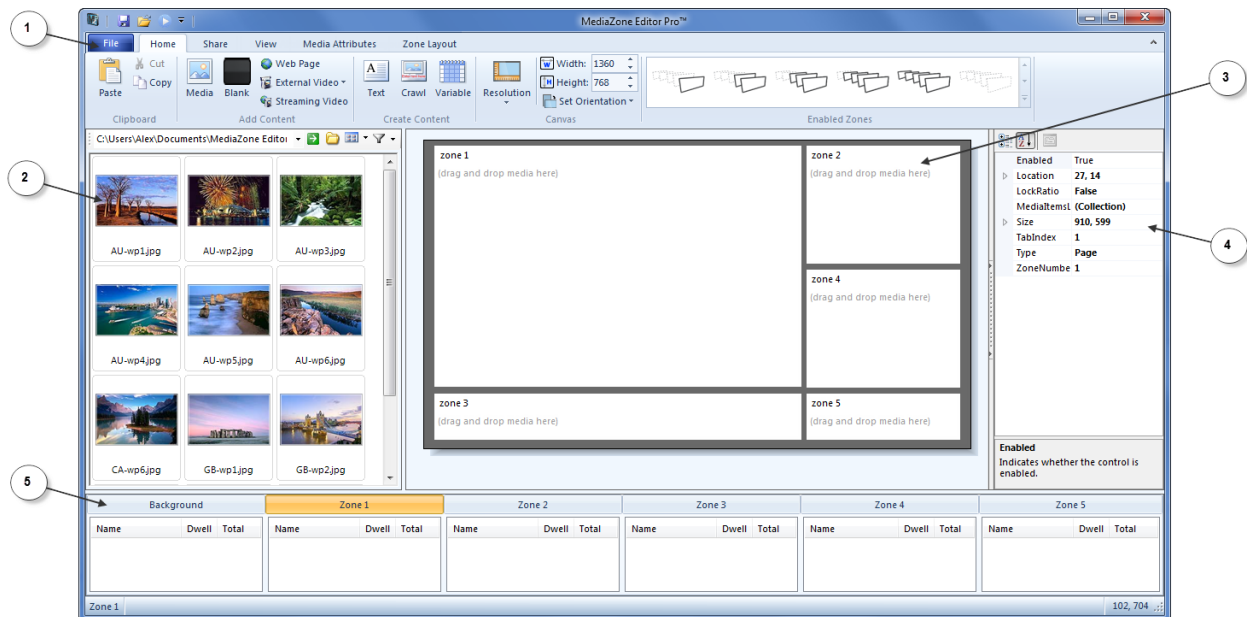 MediaZone Editor Pro™
1
File Home Share View Media Attributes Zone Layout
Paste
Cut
Copy
Clipboard
Media
Blank
Web Page
External Video
Streaming Video
Add Content
Text
Crawl
Variable
Create Content
Resolution
Width: 1360
Height: 768
Set Orientation
Canvas
Enabled Zones
3
C:\Users\Alex\Documents\MediaZone Editor
2
AU-wp1.jpg AU-wp2.jpg AU-wp3.jpg
AU-wp4.jpg AU-wp5.jpg AU-wp6.jpg
CA-wp6.jpg GB-wp1.jpg GB-wp2.jpg
zone 1
(drag and drop media here)
zone 2
(drag and drop media here)
zone 4
(drag and drop media here)
zone 3
(drag and drop media here)
zone 5
(drag and drop media here)
Enabled True
Location 27, 14
LockRatio False
MediaItemsL (Collection)
Size 910, 599
TabIndex 1
Type Page
ZoneNumbe 1
4
Enabled
Indicates whether the control is
enabled.
5
Background Zone 1 Zone 2 Zone 3 Zone 4 Zone 5
Name Dwell Total Name Dwell Total Name Dwell Total Name Dwell Total Name Dwell Total Name Dwell Total
Zone 1
102, 704